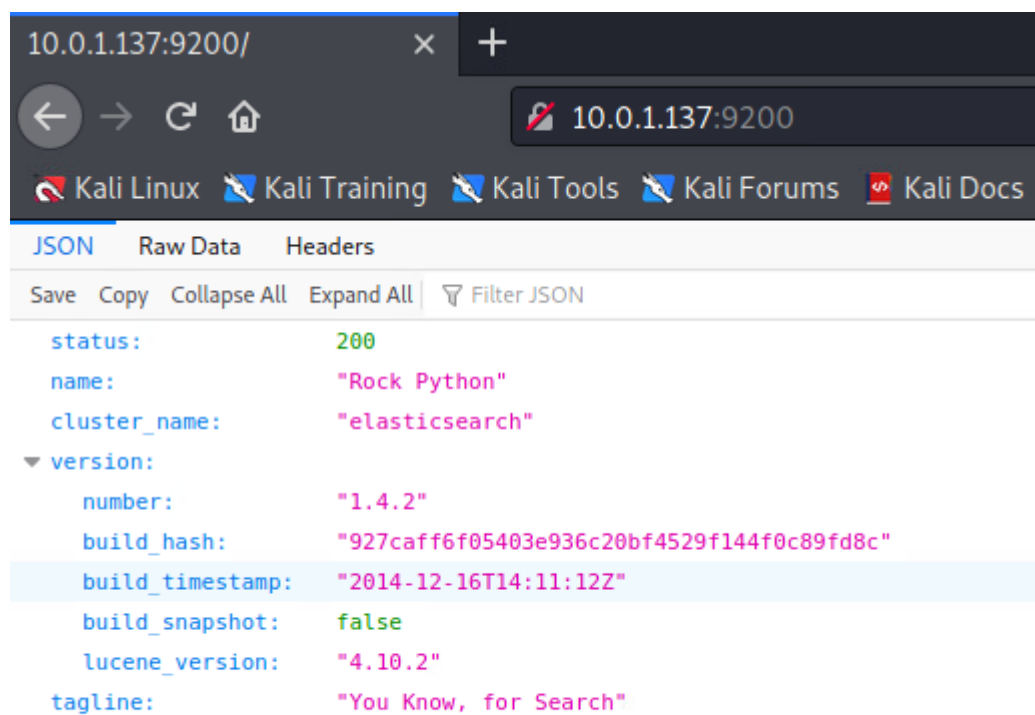 10.0.1.137:9200/
10.0.1.137:9200
Kali Linux Kali Training Kali Tools Kali Forums Kali Docs
JSON Raw Data Headers
Save Copy Collapse All Expand All Filter JSON
status: 200
name: "Rock Python"
cluster_name: "elasticsearch"
version:
number: "1.4.2"
build_hash: "927caff6f05403e936c20bf4529f144f0c89fd8c"
build_timestamp: "2014-12-16T14:11:12Z"
build_snapshot: false
lucene_version: "4.10.2"
tagline: "You Know, for Search"